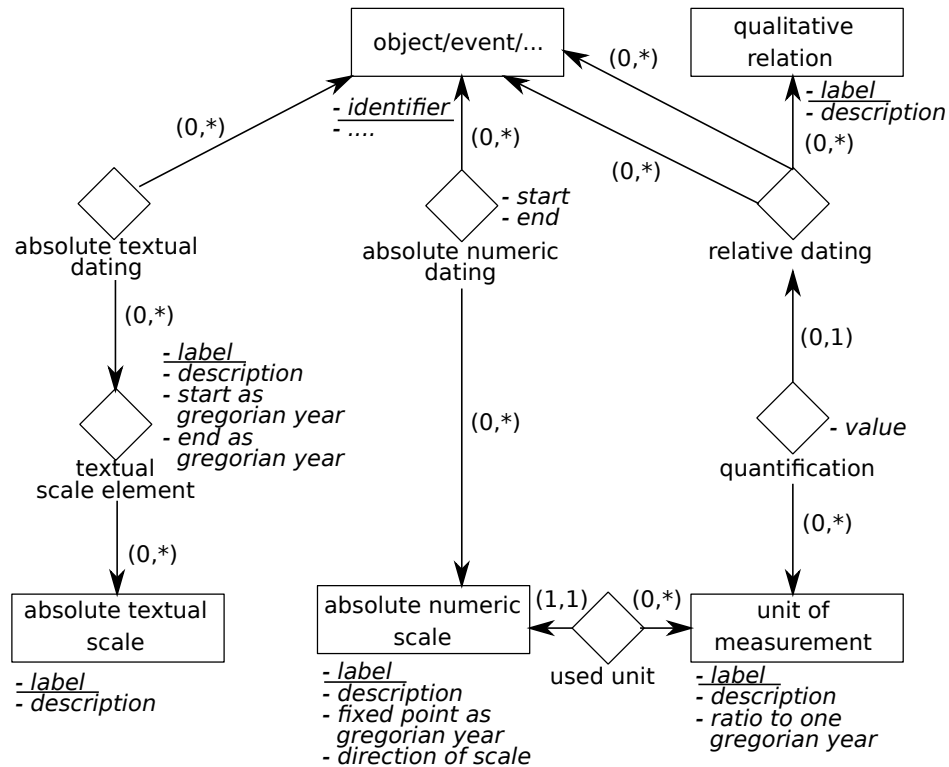 object/event/...
qualitative
relation
(0,*)
- identifier
- ....
- label
- description
(0,*)
(0,*)
(0,*)
(0,*)
- start
- end
absolute textual
dating
absolute numeric
dating
relative dating
(0,*)
(0,1)
- label
- description
- start as
gregorian year
- end as
gregorian year
(0,*)
- value
textual
scale element
quantification
(0,*)
(0,*)
absolute textual
scale
absolute numeric
scale
(1,1)
(0,*)
unit of
measurement
used unit
- label
- description
- label
- description
- fixed point as
gregorian year
- direction of scale
- label
- description
- ratio to one
gregorian year